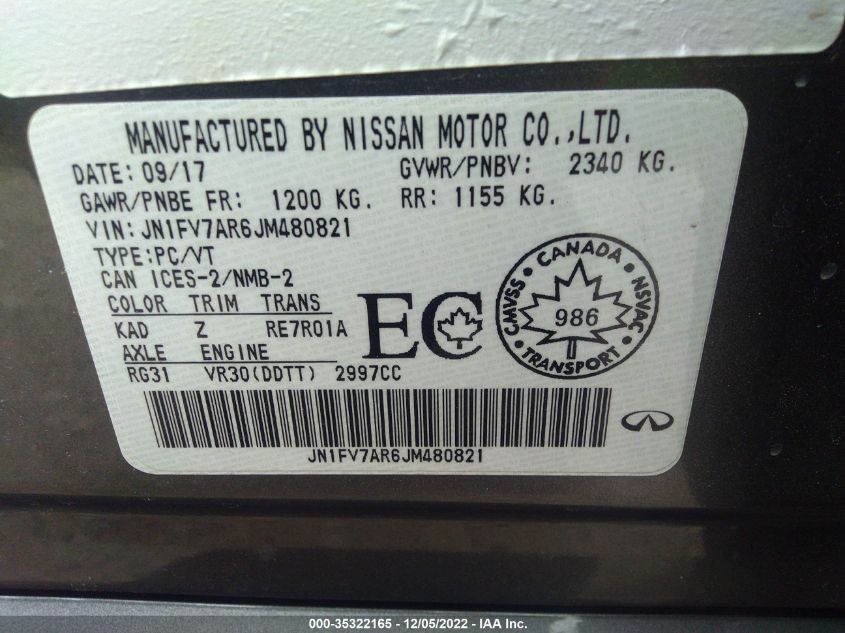 MANUFACTURED BY NISSAN MOTOR CO.,LTD.
DATE: 09/17 GVWR/PNBV: 2340 KG.
GAWR/PNBE FR: 1200 KG. RR: 1155 KG.
VIN: JN1FV7AR6JM480821
TYPE:PC/VT
CAN ICES-2/NMB-2
COLOR TRIM TRANS
KAD Z RE7R01A
AXLE ENGINE
RG31 VR30(DDTT) 2997CC
EC
CANADA
CMVSS
NSVAC
986
TRANSPORT
JN1FV7AR6JM480821
000-35322165 - 12/05/2022 - IAA Inc.